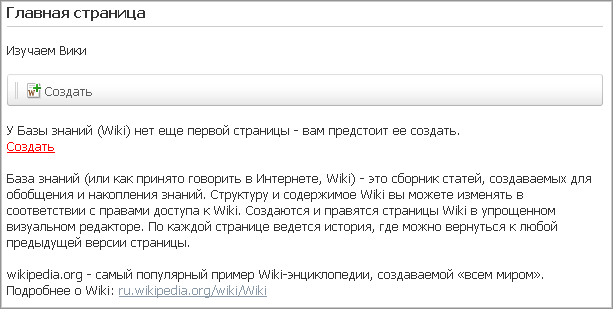 Главная страница
Изучаем Вики
Создать
У Базы знаний (Wiki) нет еще первой страницы - вам предстоит ее создать.
Создать
База знаний (или как принято говорить в Интернете, Wiki) - это сборник статей, создаваемых для
обобщения и накопления знаний. Структуру и содержимое Wiki вы можете изменять в
соответствии с правами доступа к Wiki. Создаются и правятся страницы Wiki в упрощенном
визуальном редакторе. По каждой странице ведется история, где можно вернуться к любой
предыдущей версии страницы.
wikipedia.org - самый популярный пример Wiki-энциклопедии, создаваемой «всем миром».
Подробнее о Wiki: ru.wikipedia.org/wiki/Wiki